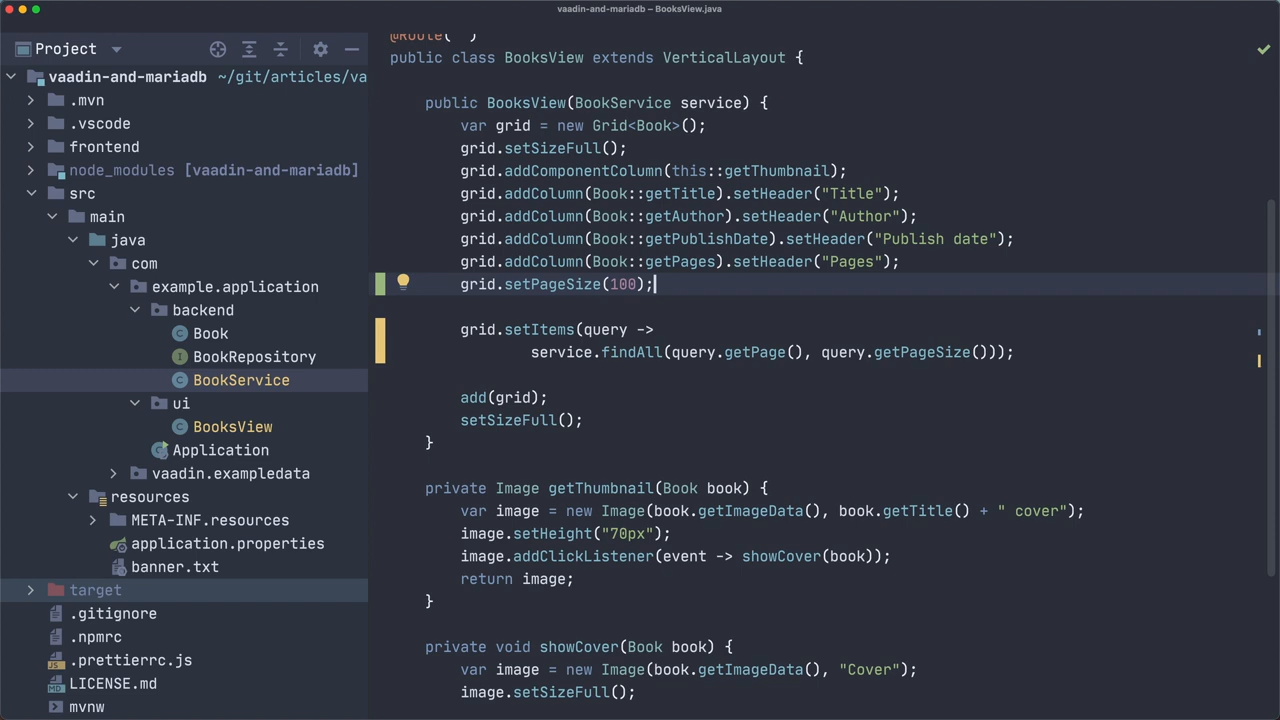 vaadin-and-mariadb – BooksView.java
Project
vaadin-and-mariadb ~/git/articles/va
.mvn
.vscode
frontend
node_modules [vaadin-and-mariadb]
src
main
java
com
example.application
backend
Book
BookRepository
BookService
ui
BooksView
Application
vaadin.exampledata
resources
META-INF.resources
application.properties
banner.txt
target
.gitignore
.npmrc
.prettierrc.js
LICENSE.md
mvnw
@Route(" ")
public class BooksView extends VerticalLayout {
public BooksView(BookService service) {
var grid = new Grid<Book>();
grid.setSizeFull();
grid.addComponentColumn(this::getThumbnail);
grid.addColumn(Book::getTitle).setHeader("Title");
grid.addColumn(Book::getAuthor).setHeader("Author");
grid.addColumn(Book::getPublishDate).setHeader("Publish date");
grid.addColumn(Book::getPages).setHeader("Pages");
grid.setPageSize(100);
grid.setItems(query ->
service.findAll(query.getPage(), query.getPageSize()));
add(grid);
setSizeFull();
}
private Image getThumbnail(Book book) {
var image = new Image(book.getImageData(), book.getTitle() + " cover");
image.setHeight("70px");
image.addClickListener(event -> showCover(book));
return image;
}
private void showCover(Book book) {
var image = new Image(book.getImageData(), "Cover");
image.setSizeFull();